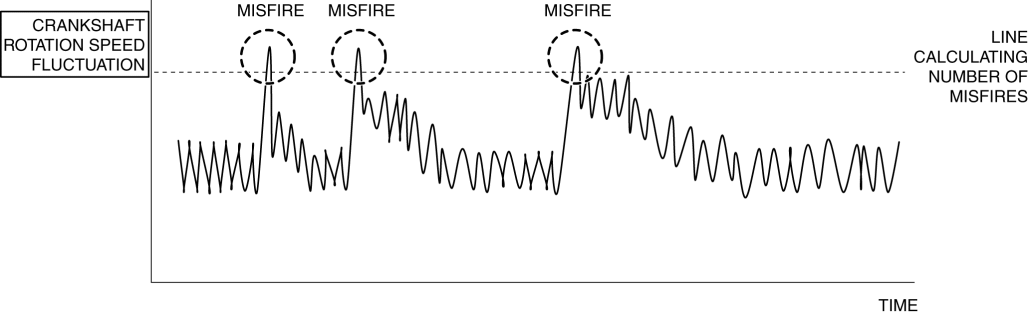 MISFIRE MISFIRE MISFIRE
CRANKSHAFT
ROTATION SPEED
FLUCTUATION
LINE
CALCULATING
NUMBER OF
MISFIRES
TIME